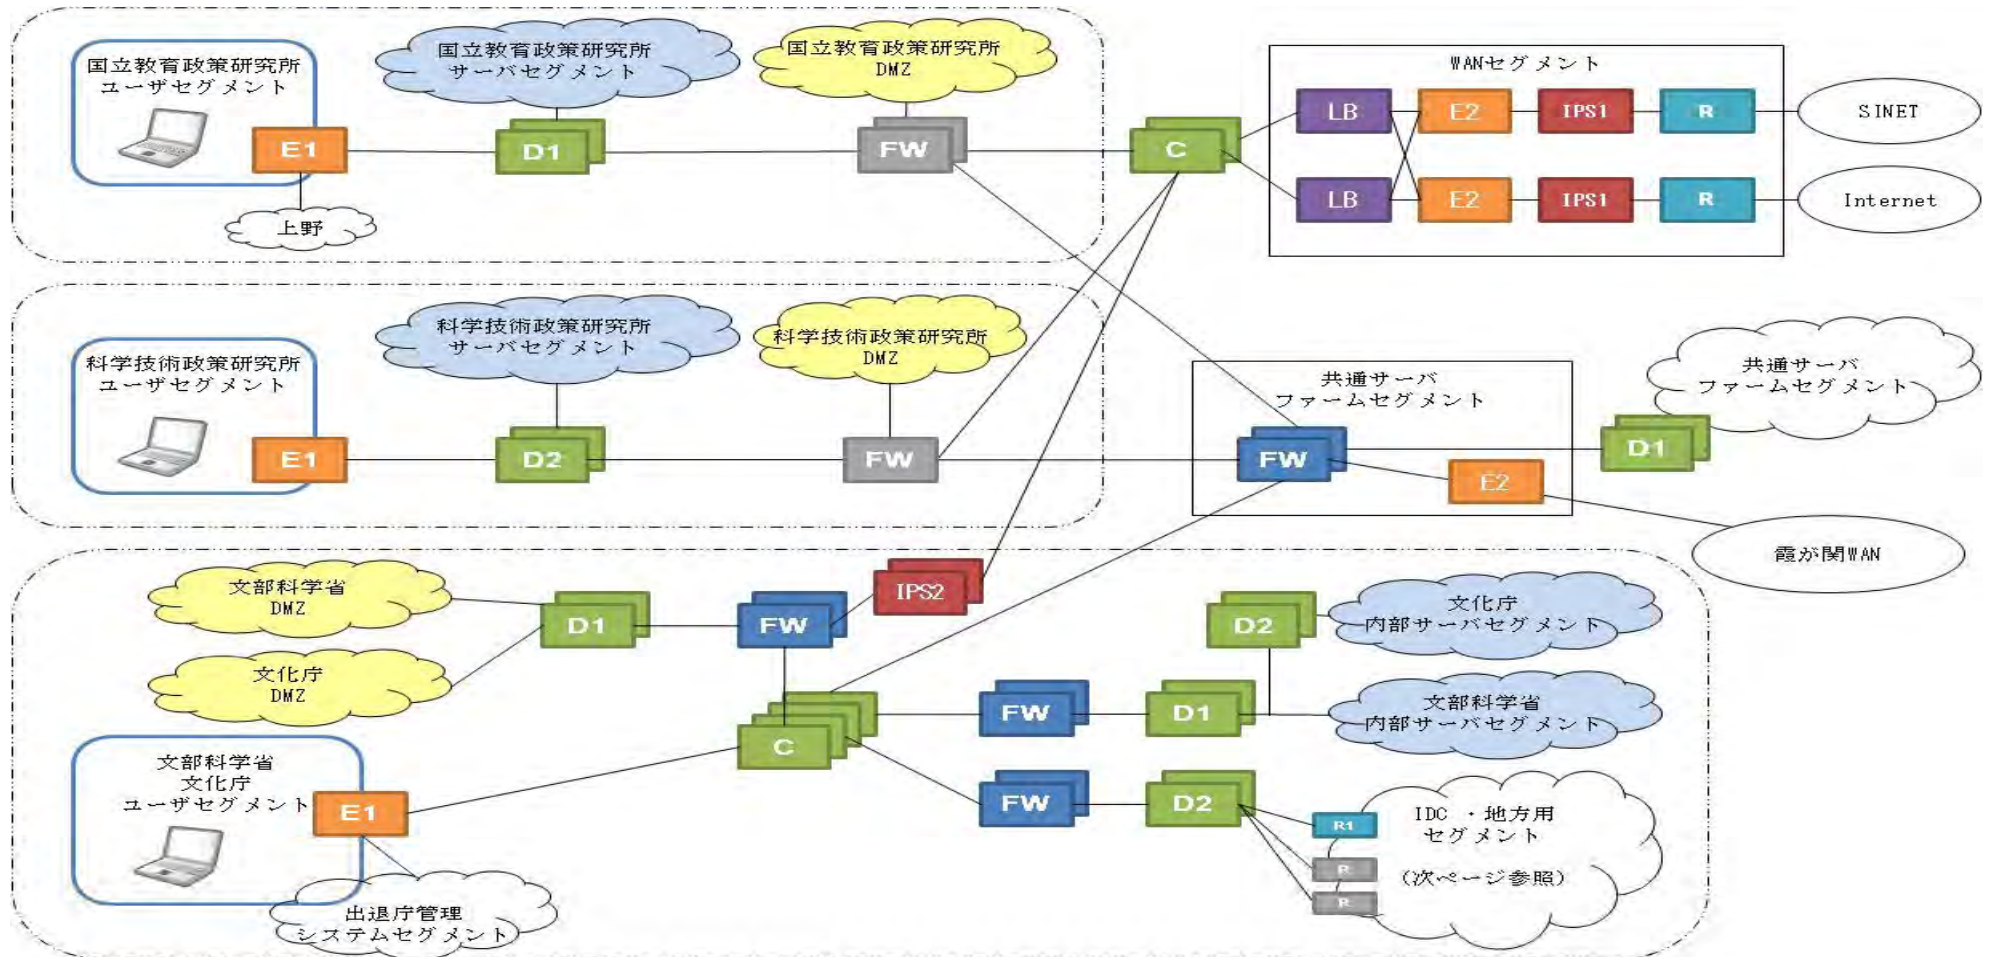 国立教育政策研究所
ユーザセグメント
E1
上野
国立教育政策研究所
サーバセグメント
D1
国立教育政策研究所
DMZ
FW
C
WANセグメント
LB
E2
IPS1
R
SINET
LB
E2
IPS1
R
Internet
科学技術政策研究所
ユーザセグメント
E1
科学技術政策研究所
サーバセグメント
D2
科学技術政策研究所
DMZ
FW
共通サーバ
ファームセグメント
FW
E2
共通サーバ
ファームセグメント
D1
霞が関WAN
文部科学省
DMZ
文化庁
DMZ
D1
FW
IPS2
文部科学省
文化庁
ユーザセグメント
E1
出退庁管理
システムセグメント
C
FW
D1
D2
文化庁
内部サーバセグメント
文部科学省
内部サーバセグメント
FW
D2
R1
R
R
IDC ・地方用
セグメント
(次ページ参照)